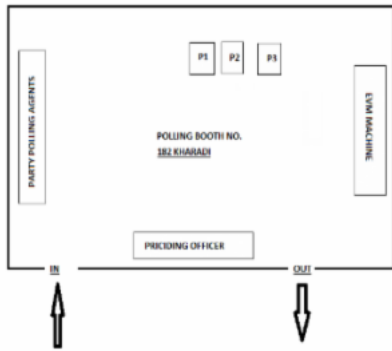 P1 P2 P3
PARTY POLLING AGENTS
POLLING BOOTH NO.
182 KHARADI
EVM MACHINE
PRICIDING OFFICER
IN
OUT